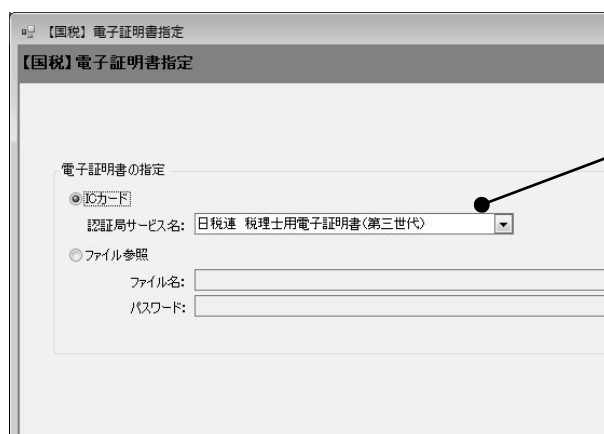 【国税】電子証明書指定
【国税】電子証明書指定
電子証明書の指定
ICカード
認証局サービス名: 日税連 税理士用電子証明書(第三世代)
ファイル参照
ファイル名:
パスワード: